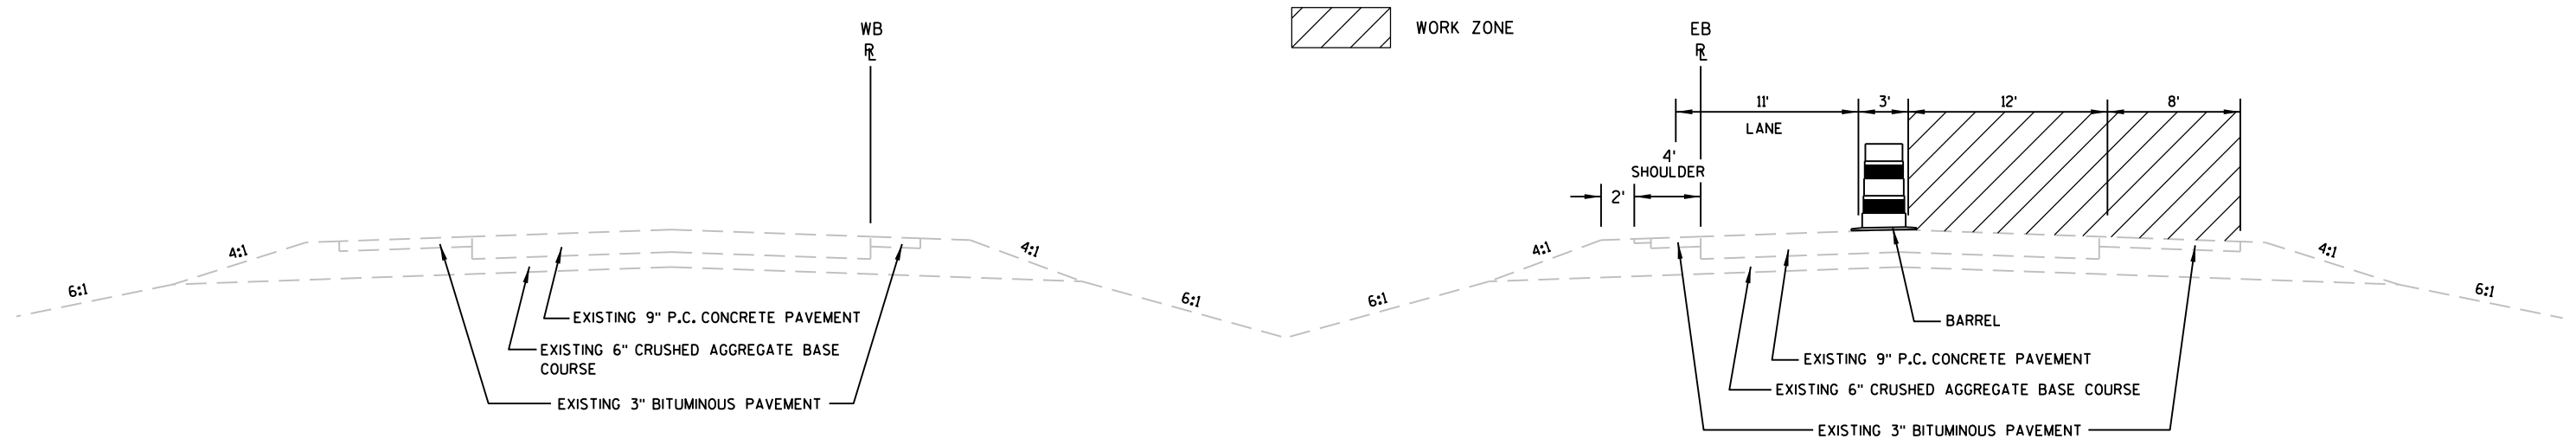 WORK ZONE
WB
RL
EB
RL
11'
3'
12'
8'
LANE
4'
SHOULDER
2'
4:1
6:1
4:1
6:1
6:1
4:1
4:1
6:1
EXISTING 9" P.C. CONCRETE PAVEMENT
EXISTING 6" CRUSHED AGGREGATE BASE
COURSE
EXISTING 3" BITUMINOUS PAVEMENT
BARREL
EXISTING 9" P.C. CONCRETE PAVEMENT
EXISTING 6" CRUSHED AGGREGATE BASE COURSE
EXISTING 3" BITUMINOUS PAVEMENT